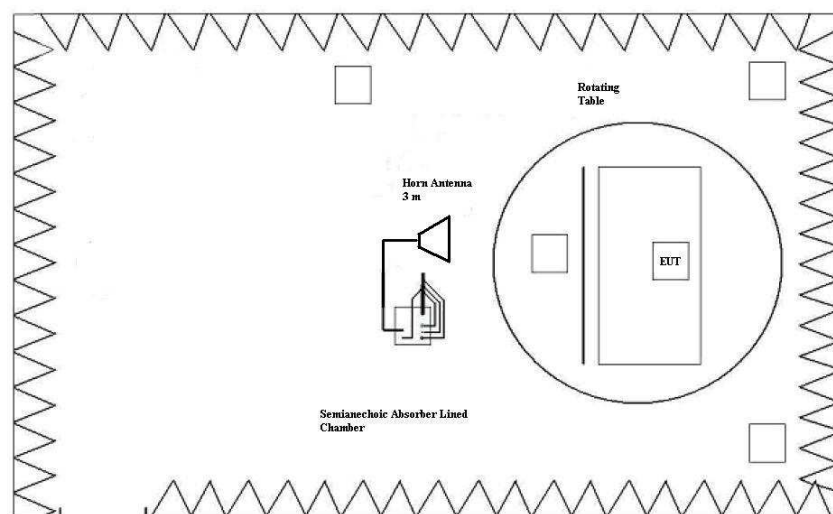 Rotating
Table
Horn Antenna
3 m
EUT
Semianechoic Absorber Lined
Chamber